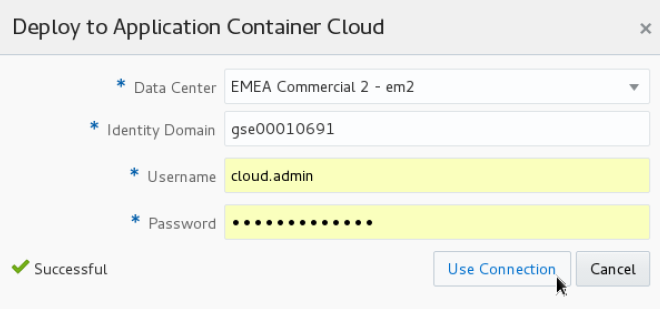 Deploy to Application Container Cloud ×
* Data Center EMEA Commercial 2 - em2
* Identity Domain gse00010691
* Username cloud.admin
* Password •••••••••••••
Successful Use Connection Cancel